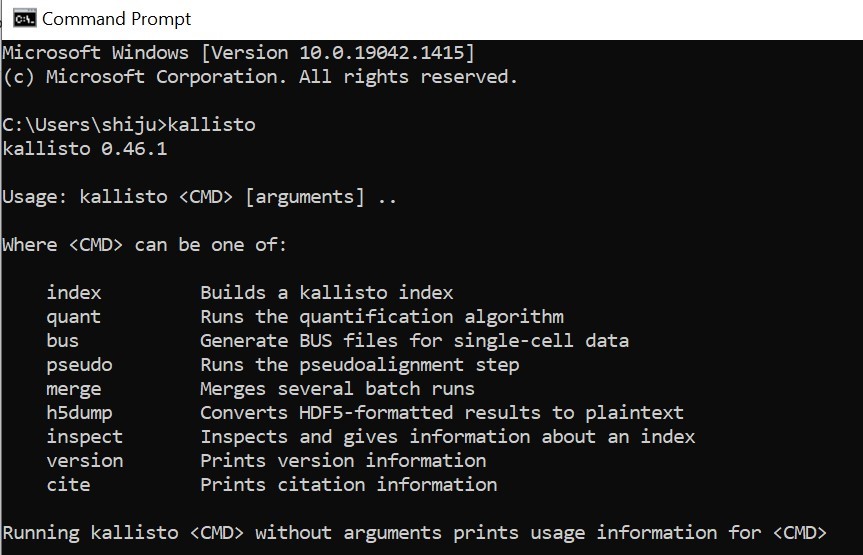 Command Prompt
Microsoft Windows [Version 10.0.19042.1415]
(c) Microsoft Corporation. All rights reserved.
C:\Users\shiju>kallisto
kallisto 0.46.1
Usage: kallisto <CMD> [arguments] ..
Where <CMD> can be one of:
index Builds a kallisto index
quant Runs the quantification algorithm
bus Generate BUS files for single-cell data
pseudo Runs the pseudoalignment step
merge Merges several batch runs
h5dump Converts HDF5-formatted results to plaintext
inspect Inspects and gives information about an index
version Prints version information
cite Prints citation information
Running kallisto <CMD> without arguments prints usage information for <CMD>